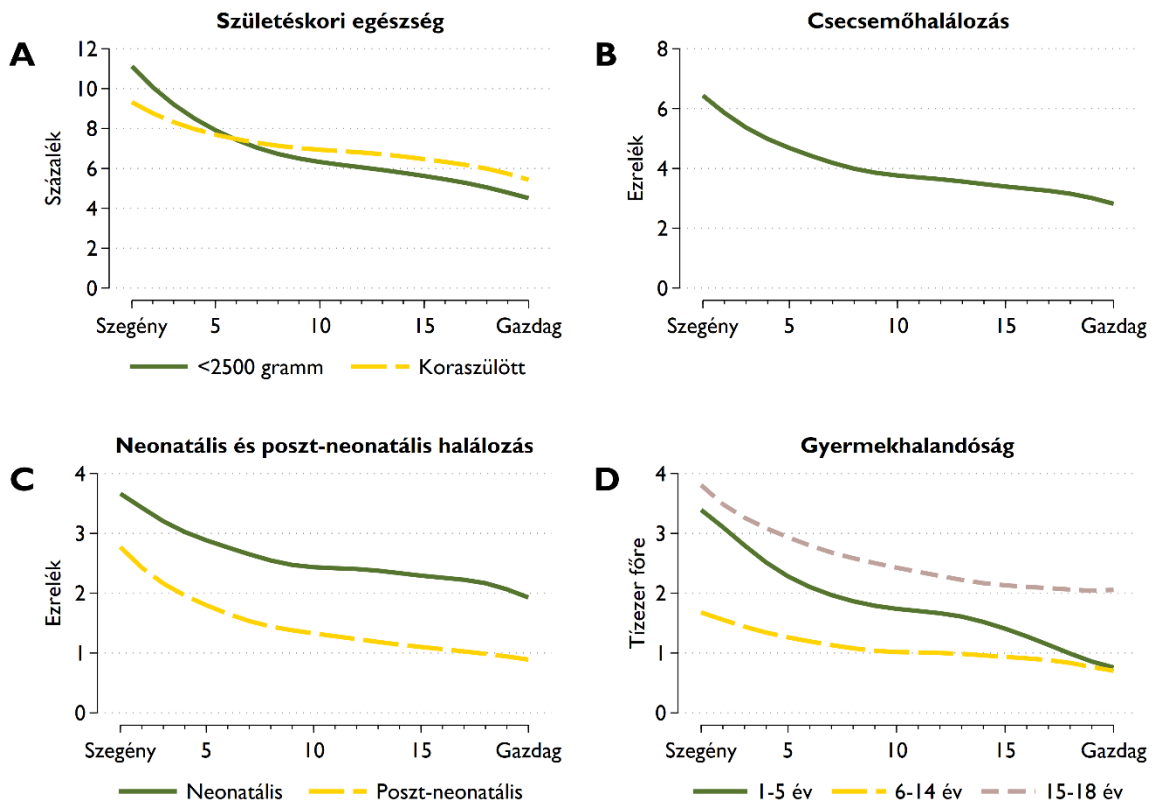 A
Születéskori egészség
Százalék
12
10
8
6
4
2
0
Szegény 5 10 15 Gazdag
<2500 gramm Koraszülött
B
Csecsemőhalálozás
Ezrelék
8
6
4
2
0
Szegény 5 10 15 Gazdag
C
Neonatális és poszt-neonatális halálozás
Ezrelék
4
3
2
1
0
Szegény 5 10 15 Gazdag
Neonatális Poszt-neonatális
D
Gyermekhalandóság
Tízezer főre
4
3
2
1
0
Szegény 5 10 15 Gazdag
1-5 év 6-14 év 15-18 év